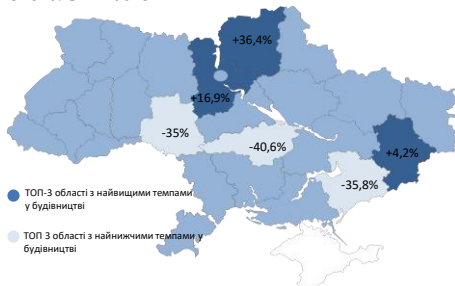 +36,4%
+16,9%
-35%
-40,6%
+4,2%
-35,8%
ТОП-3 області з найвищими темпами
у будівництві
ТОП 3 області з найнижчими темпами у
будівництві